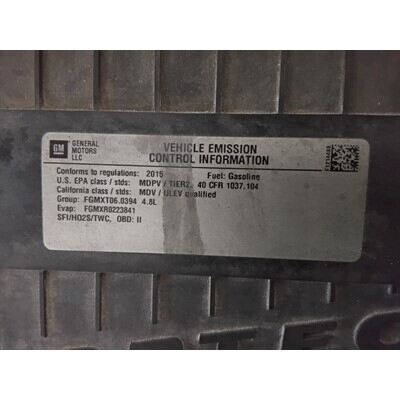 GM
GENERAL
MOTORS
LLC
VEHICLE EMISSION
CONTROL INFORMATION
Conforms to regulations: 2015 Fuel: Gasoline
U.S. EPA class / stds: MDPV / TIER2, 40 CFR 1037.104
California class / stds: MDV / ULEV qualified
Group: FGMXT06.0394 4.8L
Evap: FGMXR0223841
SFI/HO2S/TWC, OBD: II